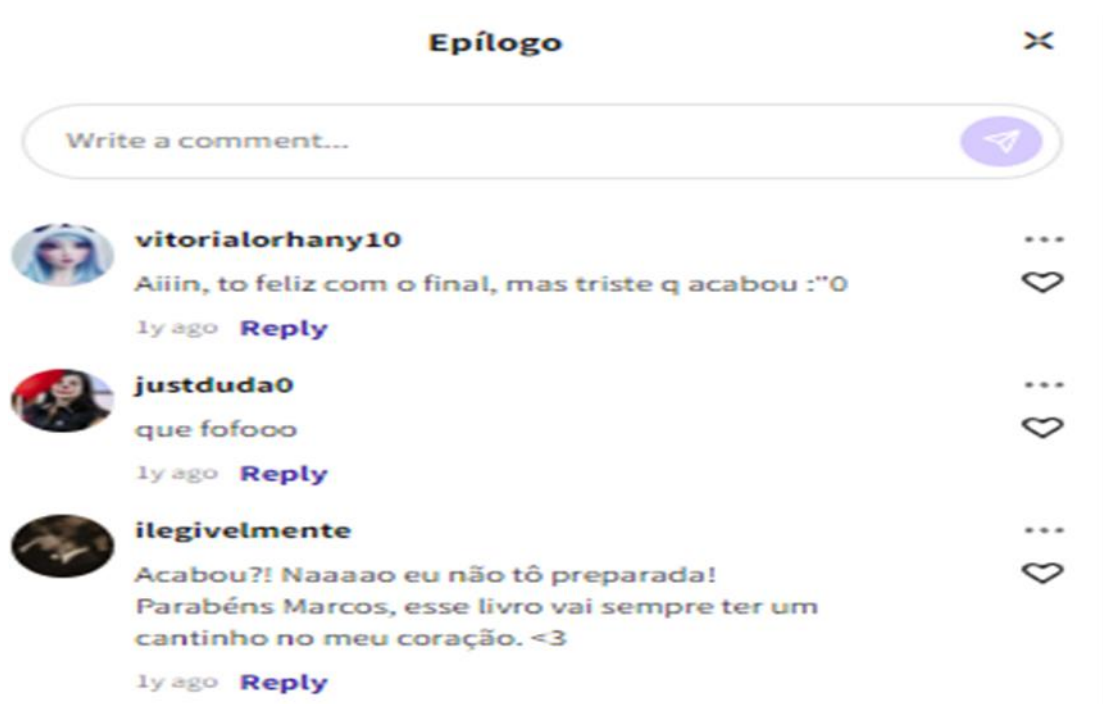 Epílogo
Write a comment...
vitorialorhany10
Aiiin, to feliz com o final, mas triste q acabou :"0
1y ago Reply
justduda0
que fofooo
1y ago Reply
ilegivelmente
Acabou?! Naaaao eu não tô preparada!
Parabéns Marcos, esse livro vai sempre ter um
cantinho no meu coração. <3
1y ago Reply